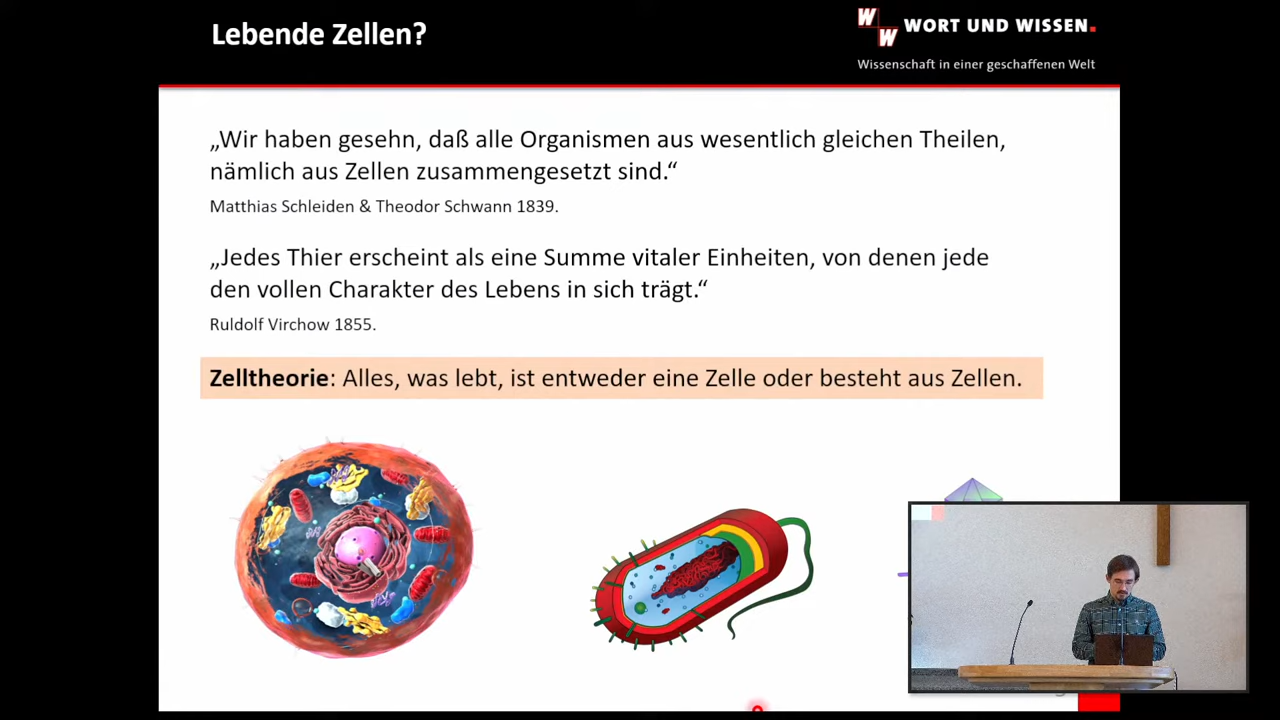 Lebende Zellen?
W
W
WORT UND WISSEN.
Wissenschaft in einer geschaffenen Welt
„Wir haben gesehn, daß alle Organismen aus wesentlich gleichen Theilen,
nämlich aus Zellen zusammengesetzt sind.“
Matthias Schleiden & Theodor Schwann 1839.
„Jedes Thier erscheint als eine Summe vitaler Einheiten, von denen jede
den vollen Charakter des Lebens in sich trägt.“
Ruldolf Virchow 1855.
Zelltheorie: Alles, was lebt, ist entweder eine Zelle oder besteht aus Zellen.